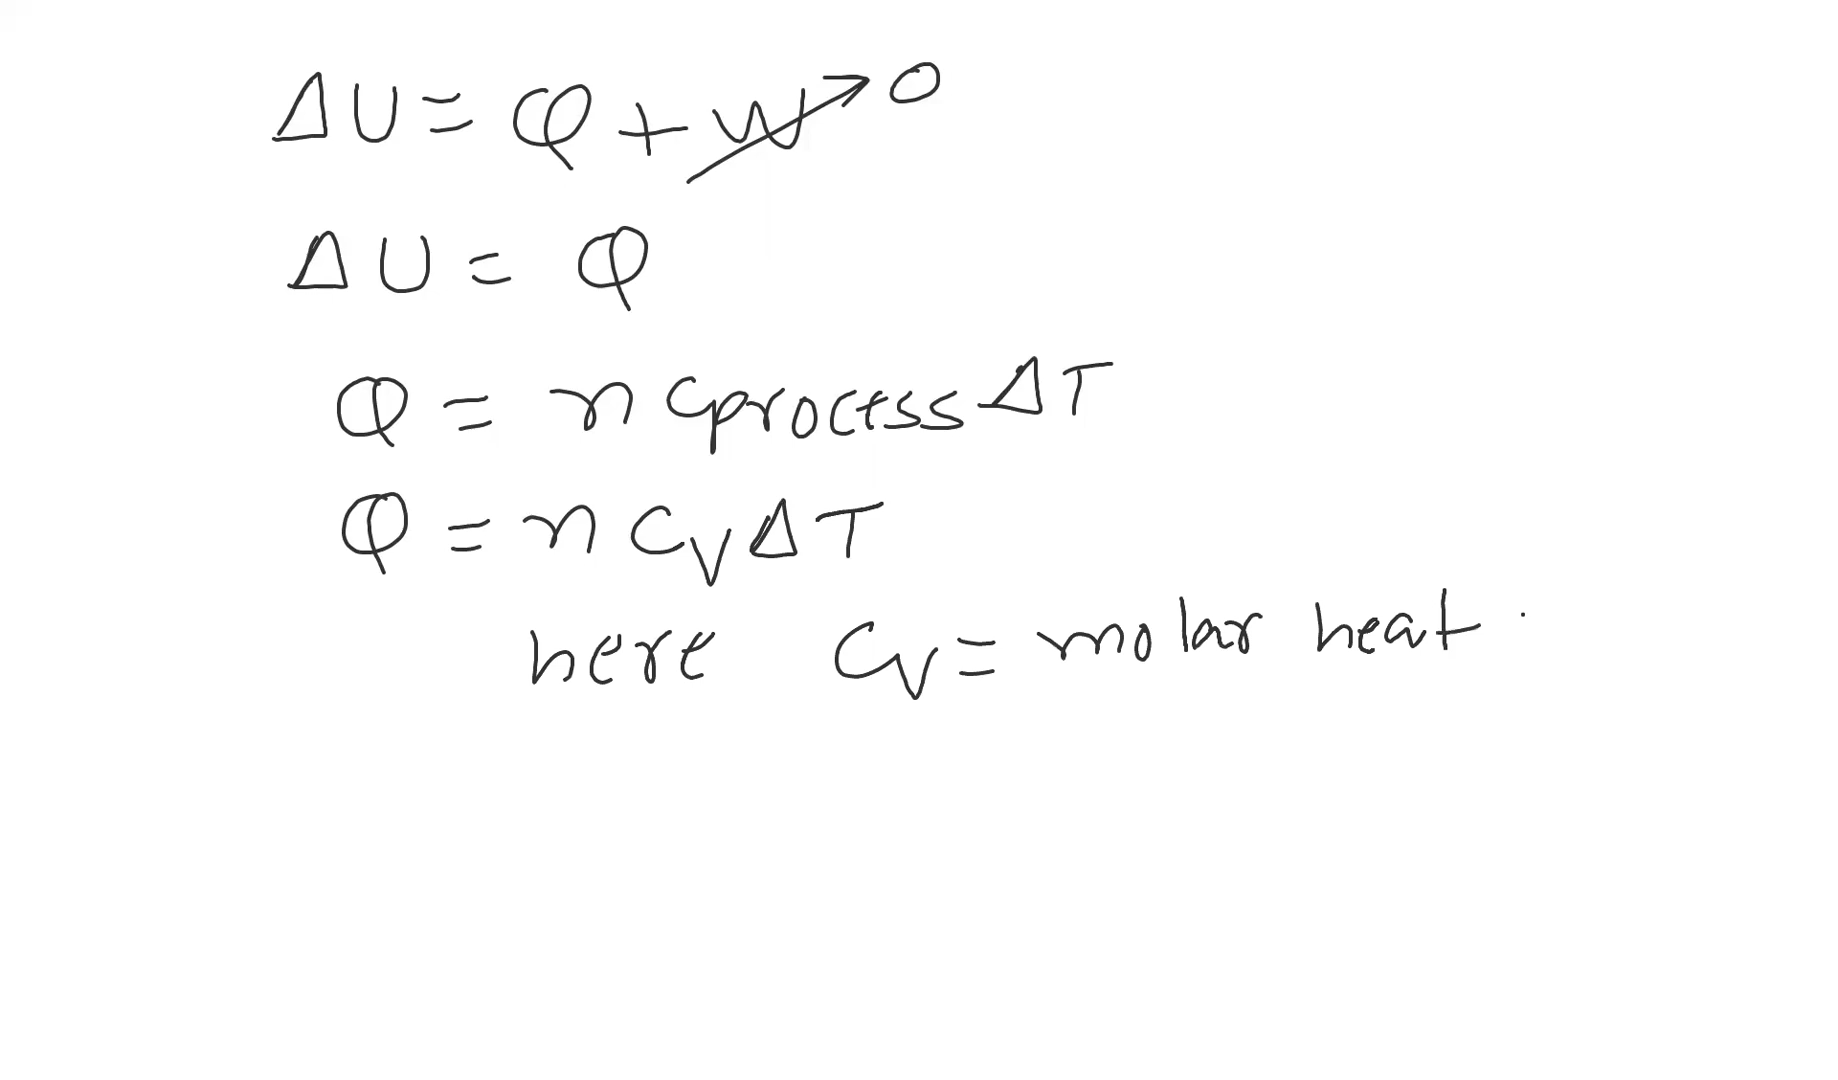 ΔU = Q + W → 0
ΔU = Q
Q = n Cprocess ΔT
Q = n Cv ΔT
here Cv = molar heat